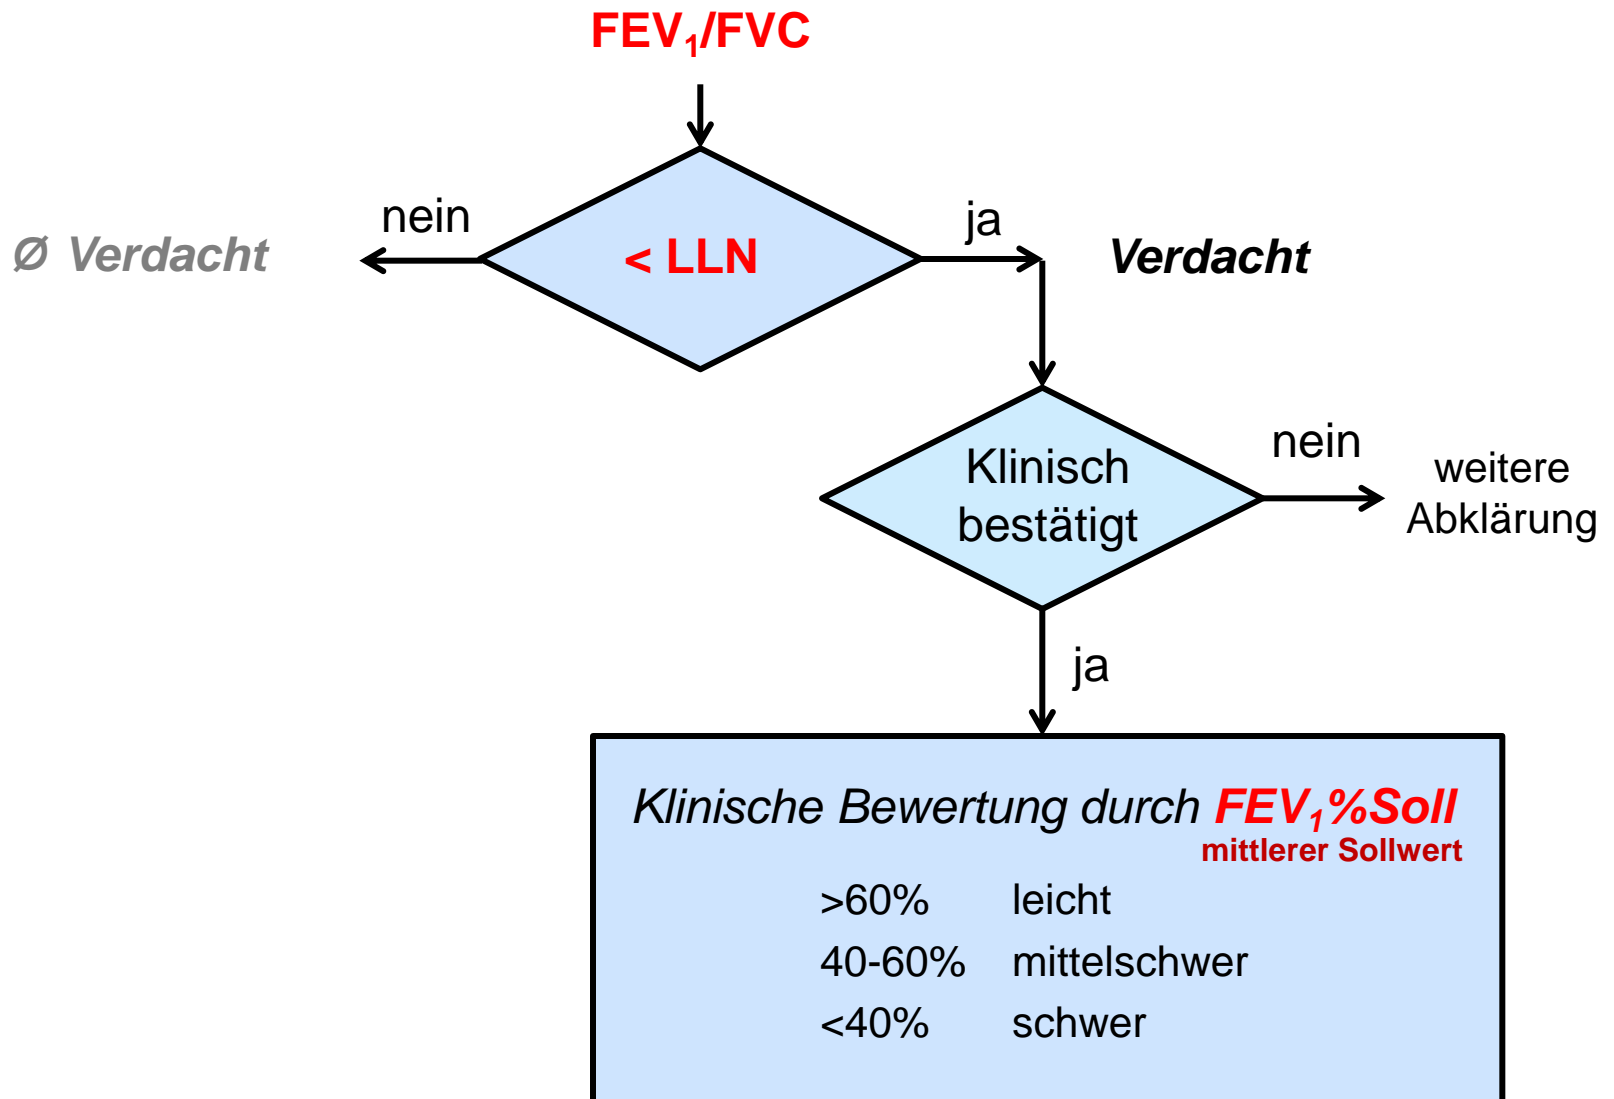 FEV₁/FVC
nein
ja
Ø Verdacht
< LLN
Verdacht
Klinisch
bestätigt
nein
weitere
Abklärung
ja
Klinische Bewertung durch FEV₁%Soll
mittlerer Sollwert
>60% leicht
40-60% mittelschwer
<40% schwer